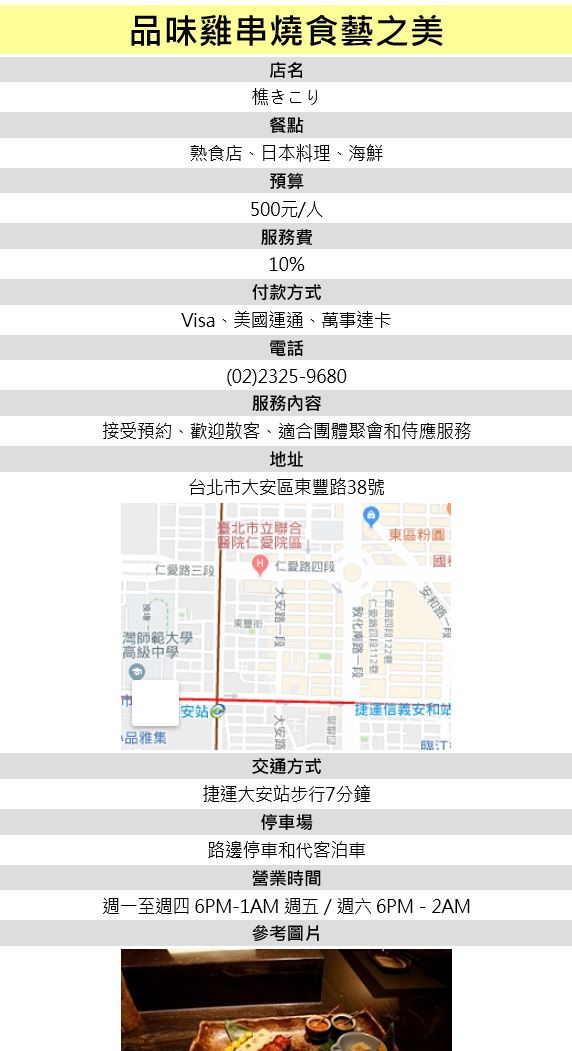 品味雞串燒食藝之美
店名
樵きこり
餐點
熟食店、日本料理、海鮮
預算
500元/人
服務費
10%
付款方式
Visa、美國運通、萬事達卡
電話
(02)2325-9680
服務內容
接受預約、歡迎散客、適合團體聚會和侍應服務
地址
台北市大安區東豐路38號
臺北市立聯合
醫院仁愛院區
東區粉圓
仁愛路三段
仁愛路四段
安和路一段
大安路一段
東豐街
敦化南路一段
仁愛路四段122巷
仁愛路四段112巷
灣師範大學
高級中學
安站
捷運信義安和站
品雅集
大安路
臨江
交通方式
捷運大安站步行7分鐘
停車場
路邊停車和代客泊車
營業時間
週一至週四 6PM-1AM 週五 / 週六 6PM - 2AM
參考圖片